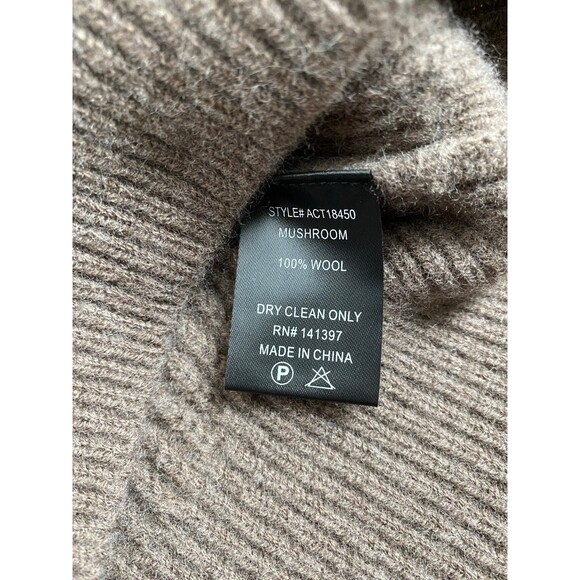 STYLE# ACT18450
MUSHROOM
100% WOOL
DRY CLEAN ONLY
RN# 141397
MADE IN CHINA
P